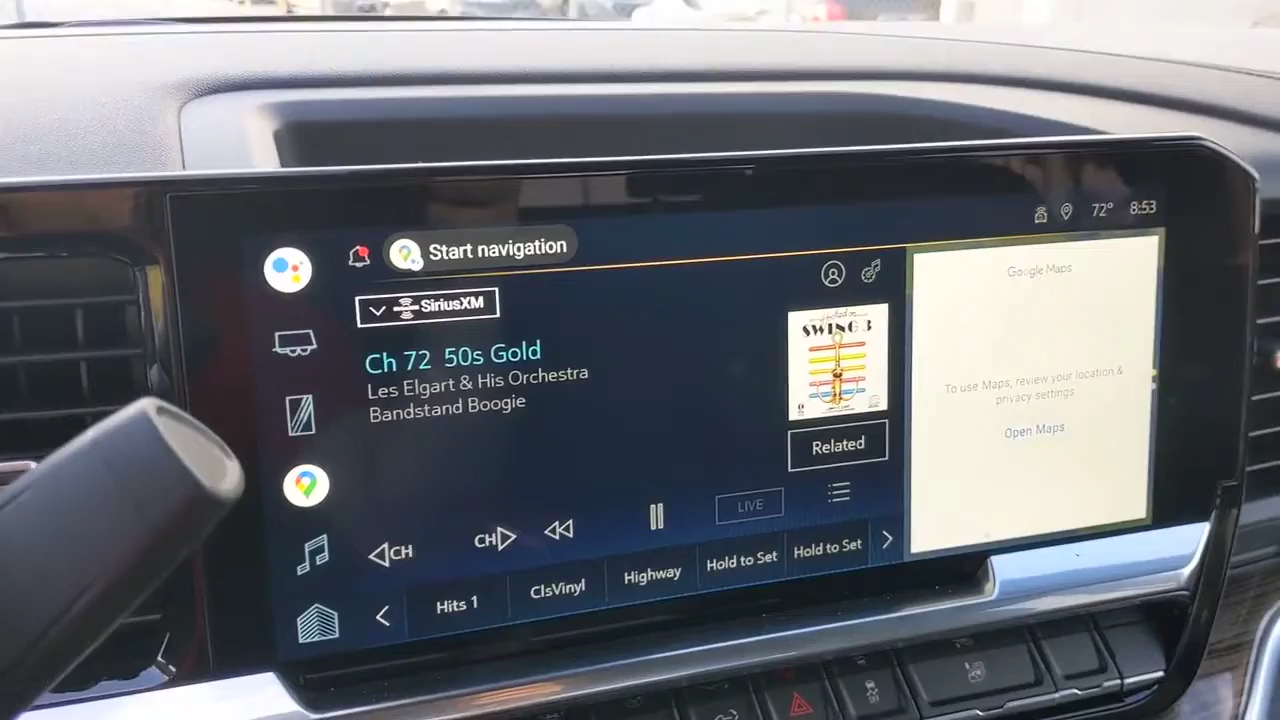 72° 8:53
Start navigation
SiriusXM
Ch 72 50s Gold
Les Elgart & His Orchestra
Bandstand Boogie
SWING 3
Related
LIVE
CH
CH
Hits 1
ClsVinyl
Highway
Hold to Set
Hold to Set
Google Maps
To use Maps, review your location &
privacy settings
Open Maps